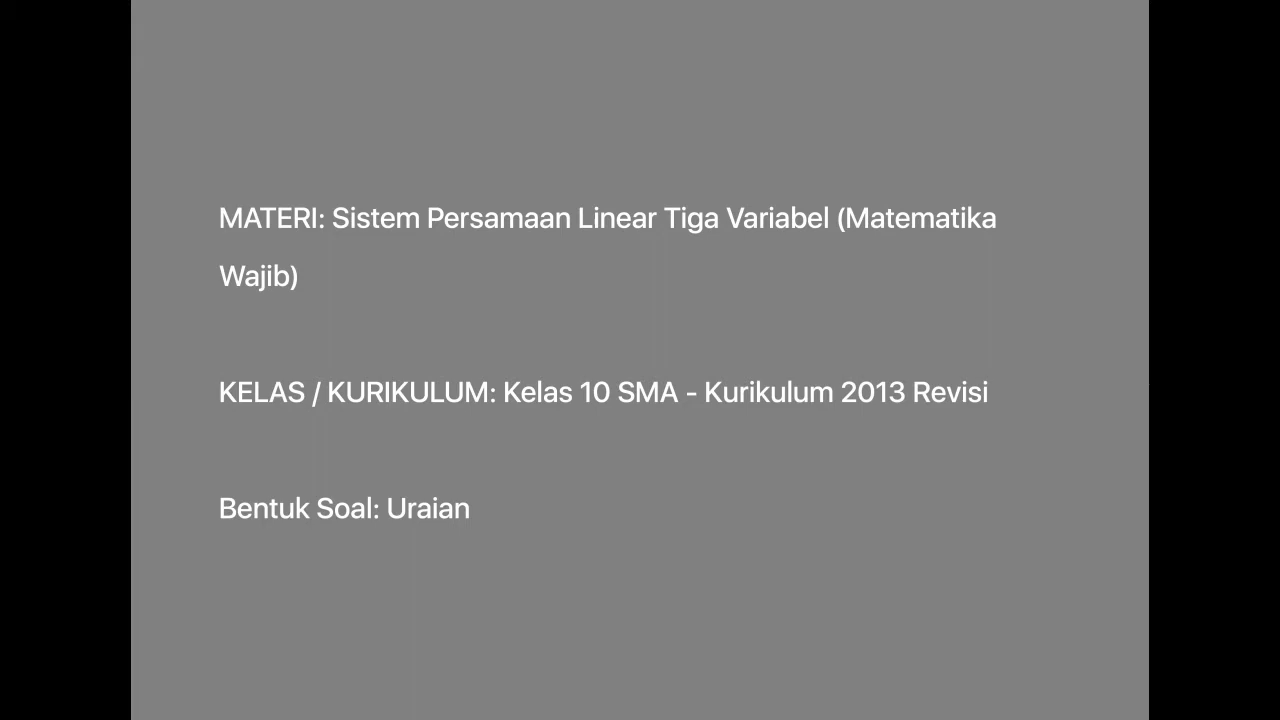 MATERI: Sistem Persamaan Linear Tiga Variabel (Matematika
Wajib)
KELAS / KURIKULUM: Kelas 10 SMA - Kurikulum 2013 Revisi
Bentuk Soal: Uraian